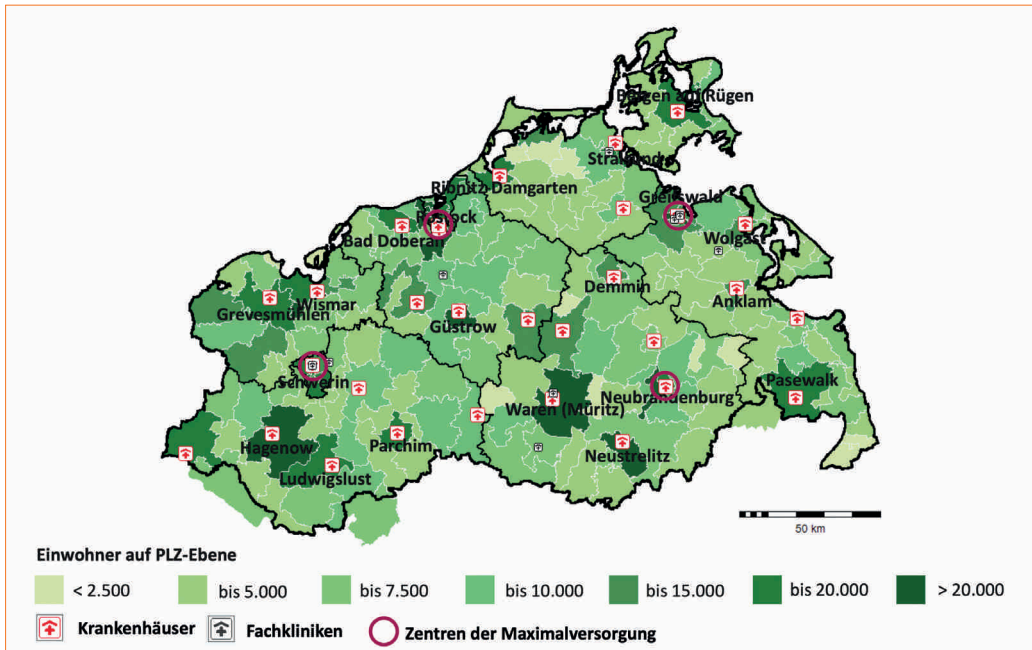 Bergen auf Rügen
Stralsund
Ribnitz-Damgarten
Greifswald
Rostock
Bad Doberan
Wolgast
Demmin
Anklam
Wismar
Grevesmühlen
Güstrow
Schwerin
Pasewalk
Waren (Müritz)
Neubrandenburg
Hagenow
Parchim
Neustrelitz
Ludwigslust
50 km
Einwohner auf PLZ-Ebene
< 2.500 bis 5.000 bis 7.500 bis 10.000 bis 15.000 bis 20.000 > 20.000
Krankenhäuser Fachkliniken Zentren der Maximalversorgung